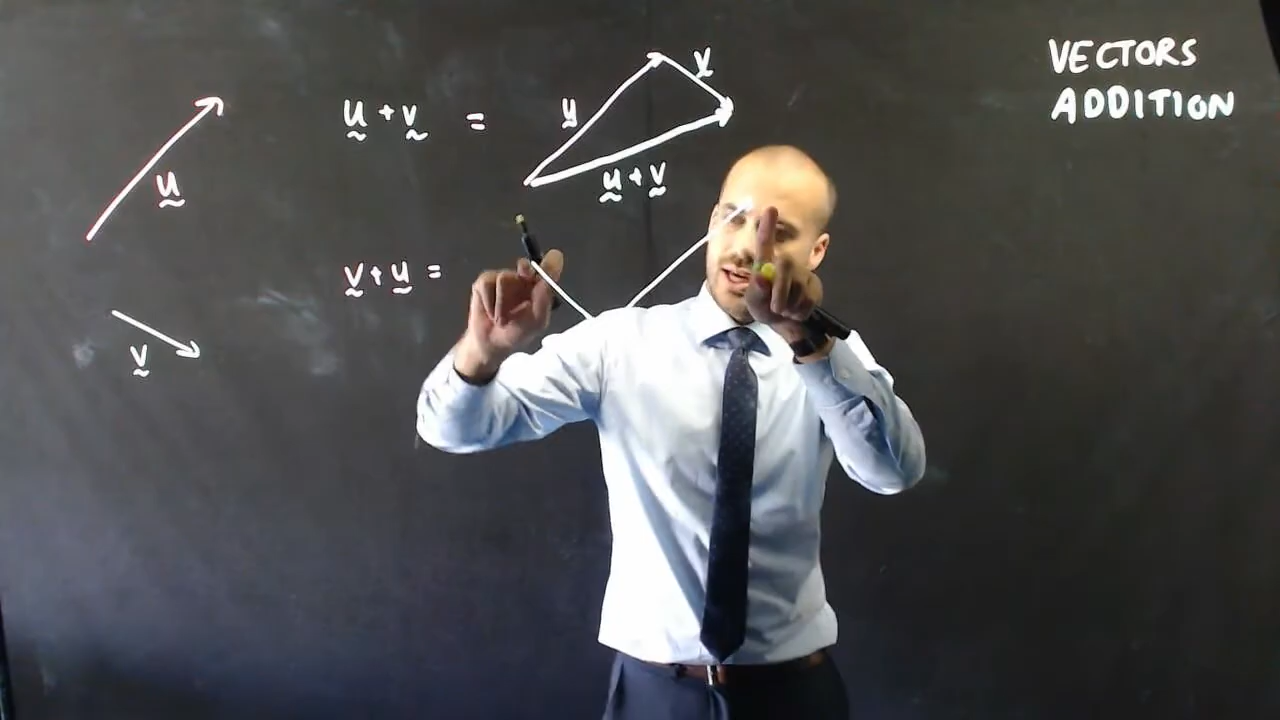 VECTORS
ADDITION
u
v
u + v =
u
v
u + v
v + u =